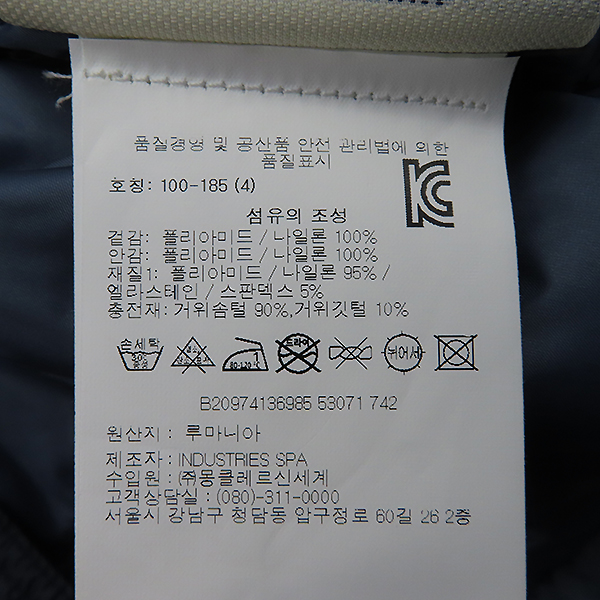 품질경영 및 공산품 안전 관리법에 의한
품질표시
호칭: 100-185 (4)
섬유의 조성
겉감: 폴리아미드 / 나일론 100%
안감: 폴리아미드 / 나일론 100%
재질1: 폴리아미드 / 나일론 95% /
엘라스테인 / 스판덱스 5%
충전재: 거위솜털 90%,거위깃털 10%
손세탁 30℃ 1 80-120℃ 드라이 뉘어서
B20974136985 53071 742
원산지 : 루마니아
제조자: INDUSTRIES SPA
수입원 : (주)몽클레르신세계
고객상담실 : (080)-311-0000
서울시 강남구 청담동 압구정로 60길 26 2층